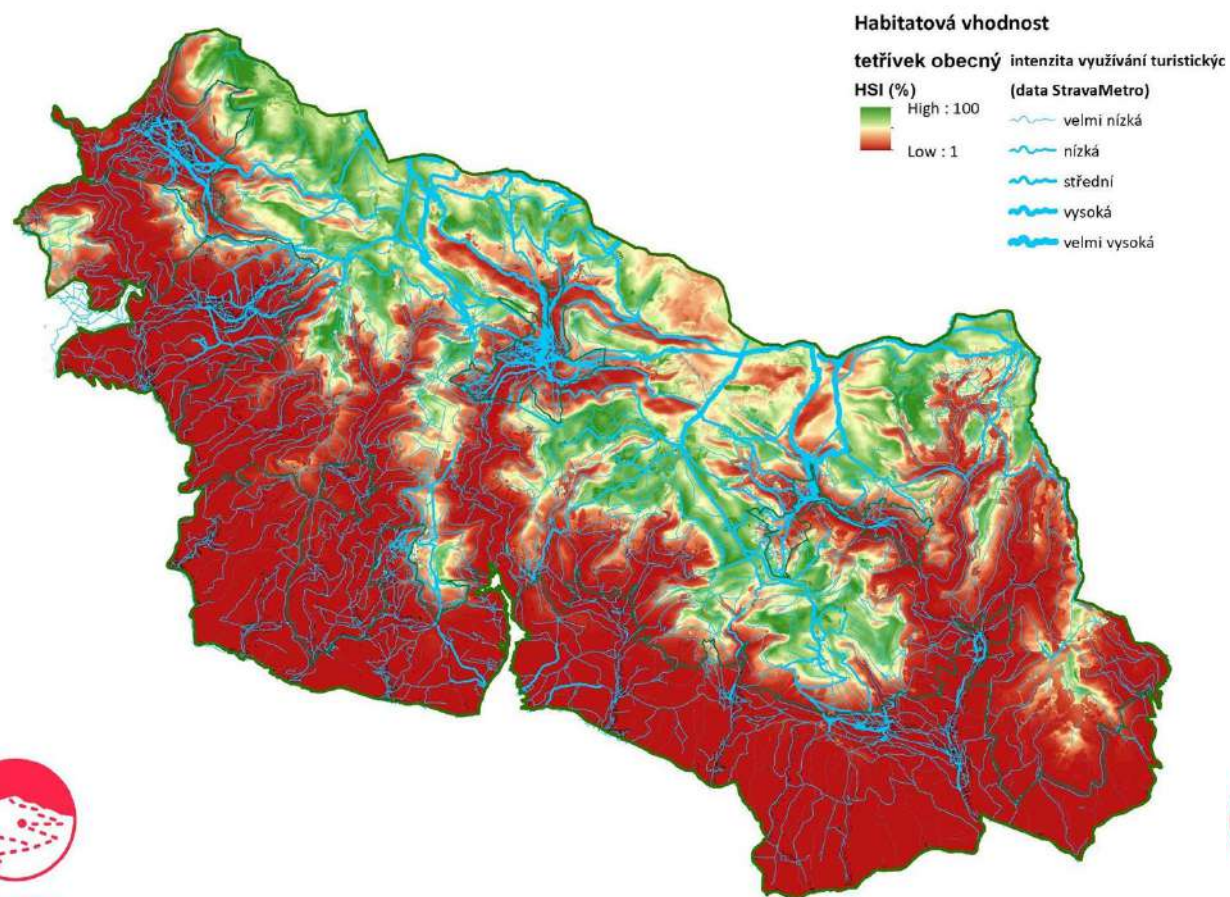 Habitatová vhodnost
tetřívek obecný intenzita využívání turistickýc
HSI (%) (data StravaMetro)
High : 100
Low : 1
velmi nízká
nízká
střední
vysoká
velmi vysoká